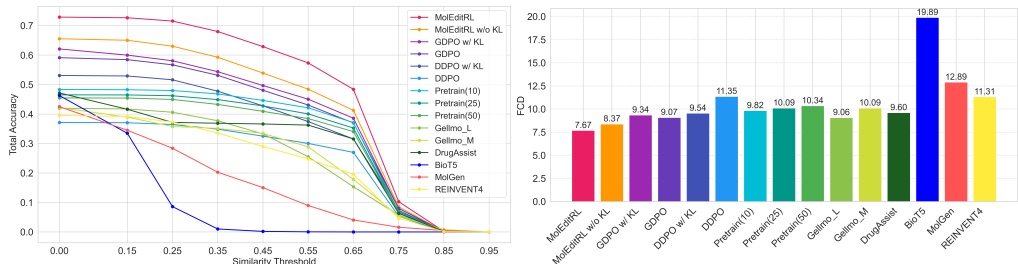 0.7
0.6
0.5
0.4
0.3
0.2
0.1
0.0
Total Accuracy
0.00 0.15 0.25 0.35 0.45 0.55 0.65 0.75 0.85 0.95
Similarity Threshold
MolEditRL
MolEditRL w/o KL
GDPO w/ KL
GDPO
DDPO w/ KL
DDPO
Pretrain(10)
Pretrain(25)
Pretrain(50)
Gellmo_L
Gellmo_M
DrugAssist
BioT5
MolGen
REINVENT4
20.0
17.5
15.0
12.5
10.0
7.5
5.0
2.5
0.0
FCD
7.67 8.37 9.34 9.07 9.54 11.35 9.82 10.09 10.34 9.06 10.09 9.60 19.89 12.89 11.31
MolEditRL
MolEditRL w/o KL
GDPO w/ KL
GDPO
DDPO w/ KL
DDPO
Pretrain(10)
Pretrain(25)
Pretrain(50)
Gellmo_L
Gellmo_M
DrugAssist
BioT5
MolGen
REINVENT4